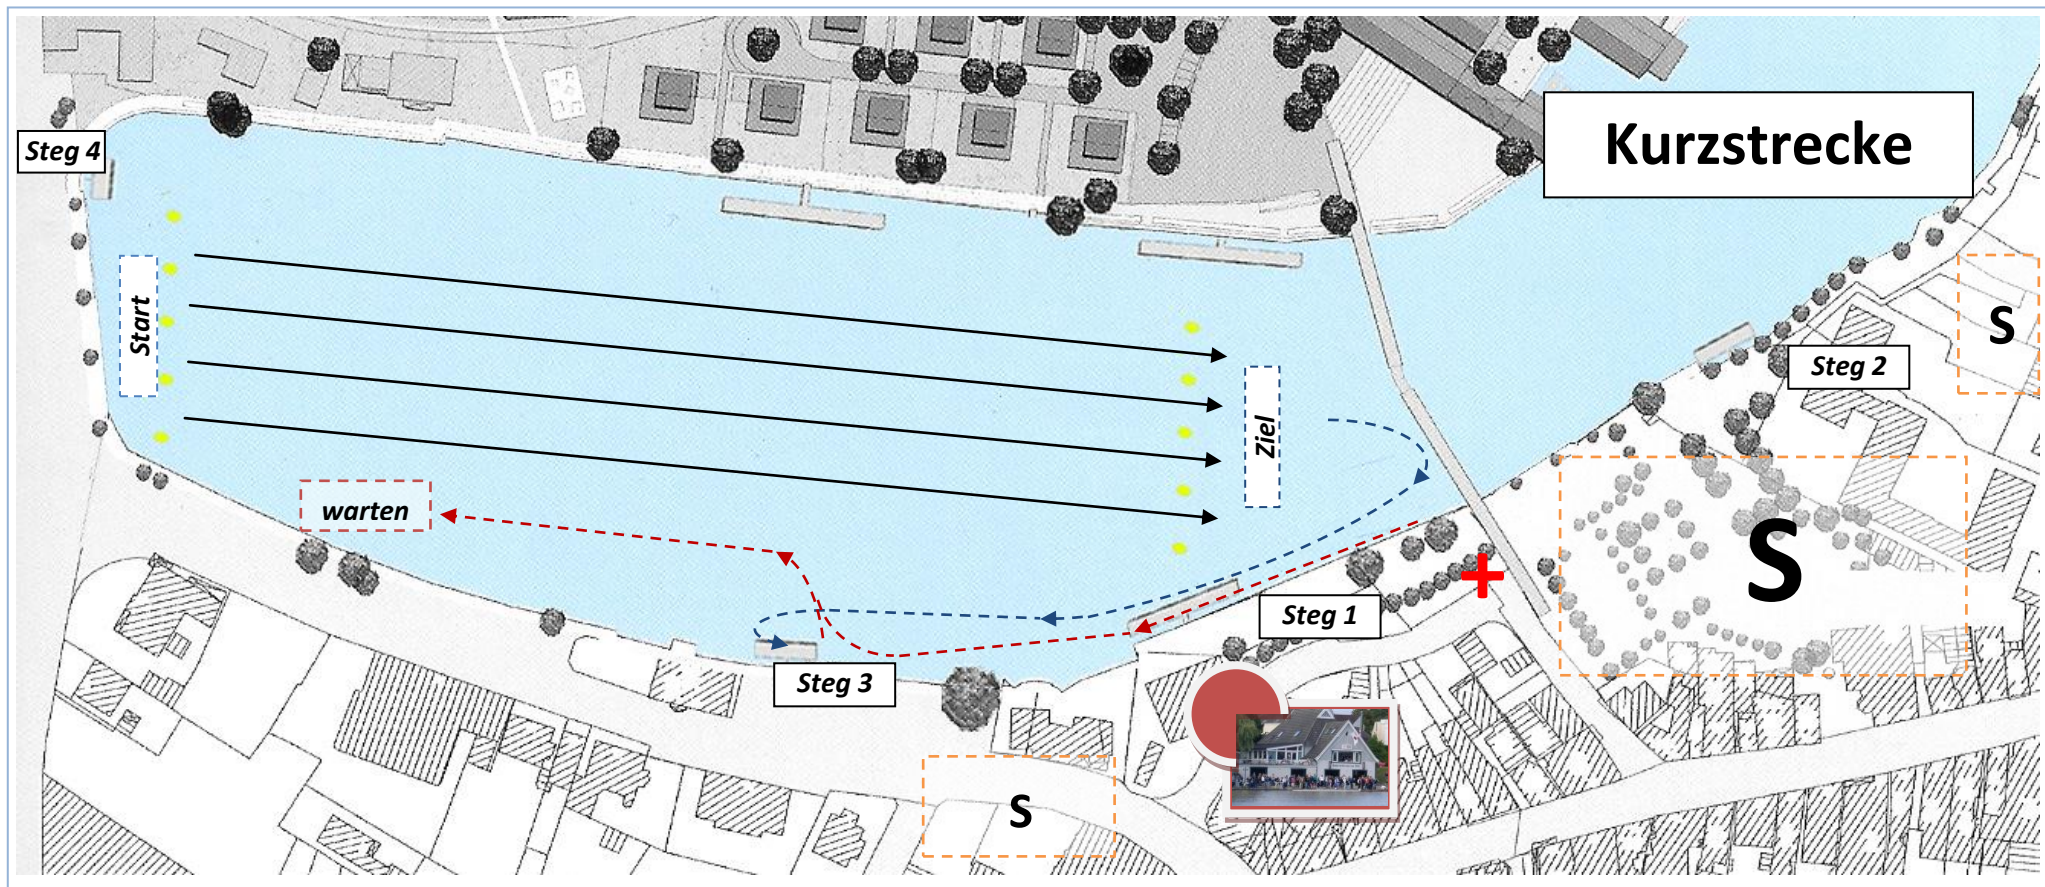 Kurzstrecke
Steg 4
Start
S
Steg 2
Ziel
warten
S
Steg 1
Steg 3
S